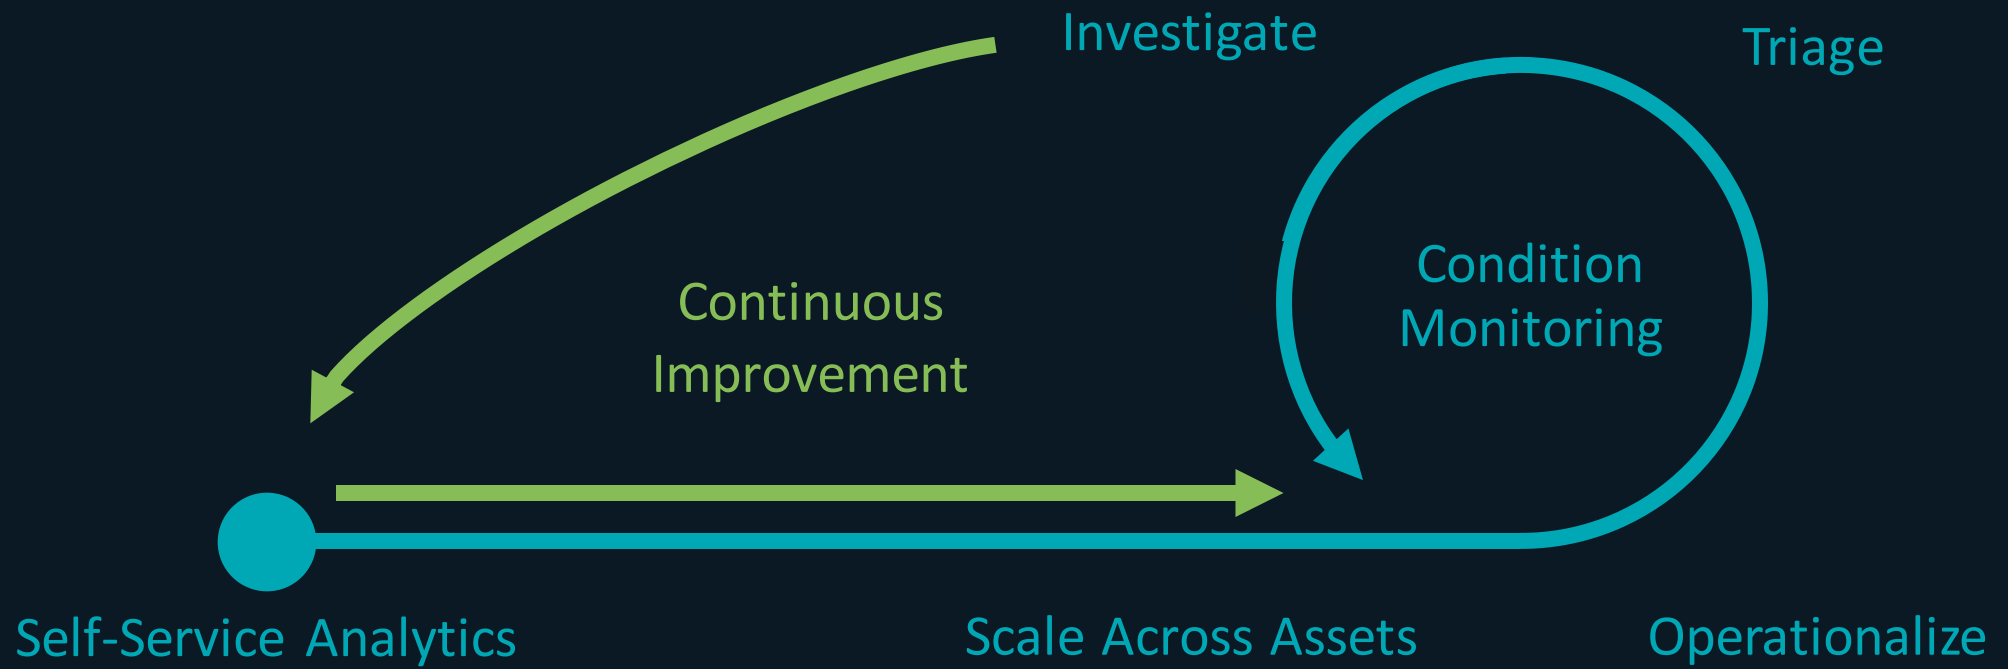 Investigate
Triage
Condition
Monitoring
Continuous
Improvement
Self-Service Analytics
Scale Across Assets
Operationalize